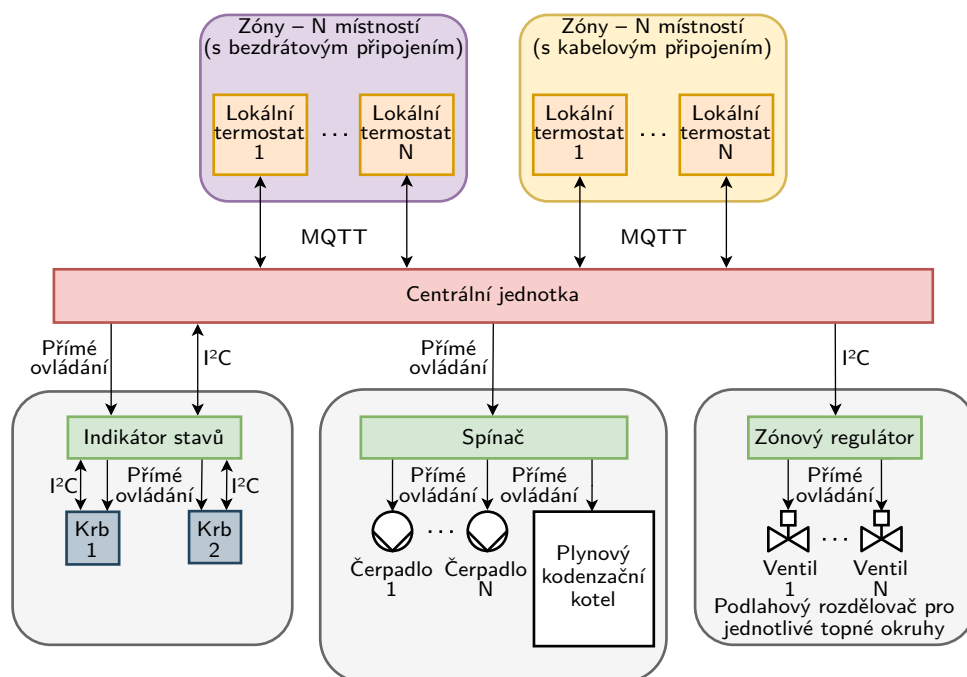 Zóny – N místností
(s bezdrátovým připojením)
Lokální
termostat
1
...
Lokální
termostat
N
Zóny – N místností
(s kabelovým připojením)
Lokální
termostat
1
...
Lokální
termostat
N
MQTT
MQTT
Centrální jednotka
Přímé
ovládání
I²C
Přímé
ovládání
I²C
Indikátor stavů
I²C
Přímé
ovládání
I²C
Krb
1
Krb
2
Spínač
Přímé
ovládání
Přímé
ovládání
...
Čerpadlo
1
Čerpadlo
N
Plynový
kodenzační
kotel
Zónový regulátor
Přímé
ovládání
...
Ventil
1
Ventil
N
Podlahový rozdělovač pro
jednotlivé topné okruhy